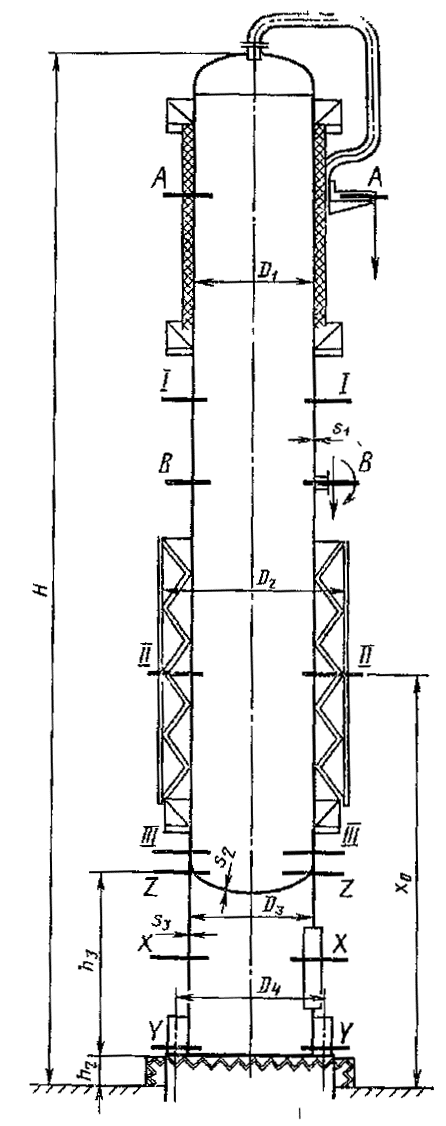 A A
D₁
I I
s₁
B B
H
D₂
II II
III III
s₂
Z Z
x₀
D₃
s₃
X X
h₃
D₄
Y Y
h₂